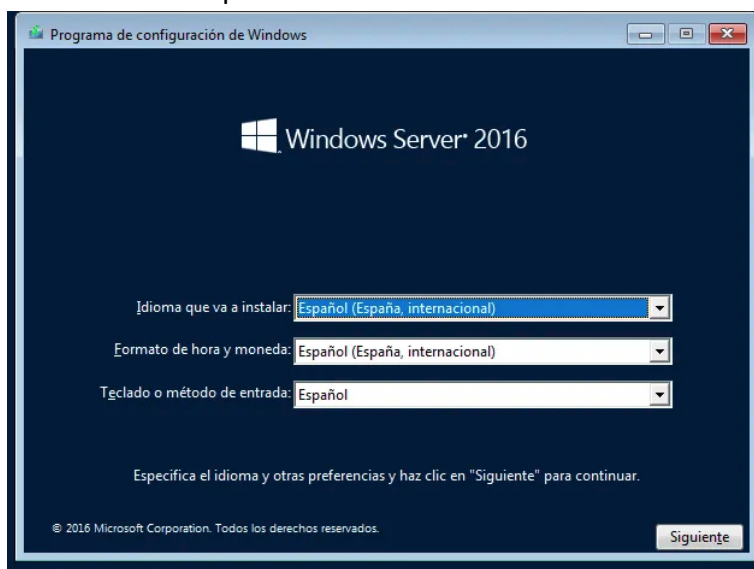 Programa de configuración de Windows
Windows Server 2016
Idioma que va a instalar: Español (España, internacional)
Formato de hora y moneda: Español (España, internacional)
Teclado o método de entrada: Español
Especifica el idioma y otras preferencias y haz clic en "Siguiente" para continuar.
© 2016 Microsoft Corporation. Todos los derechos reservados.
Siguiente